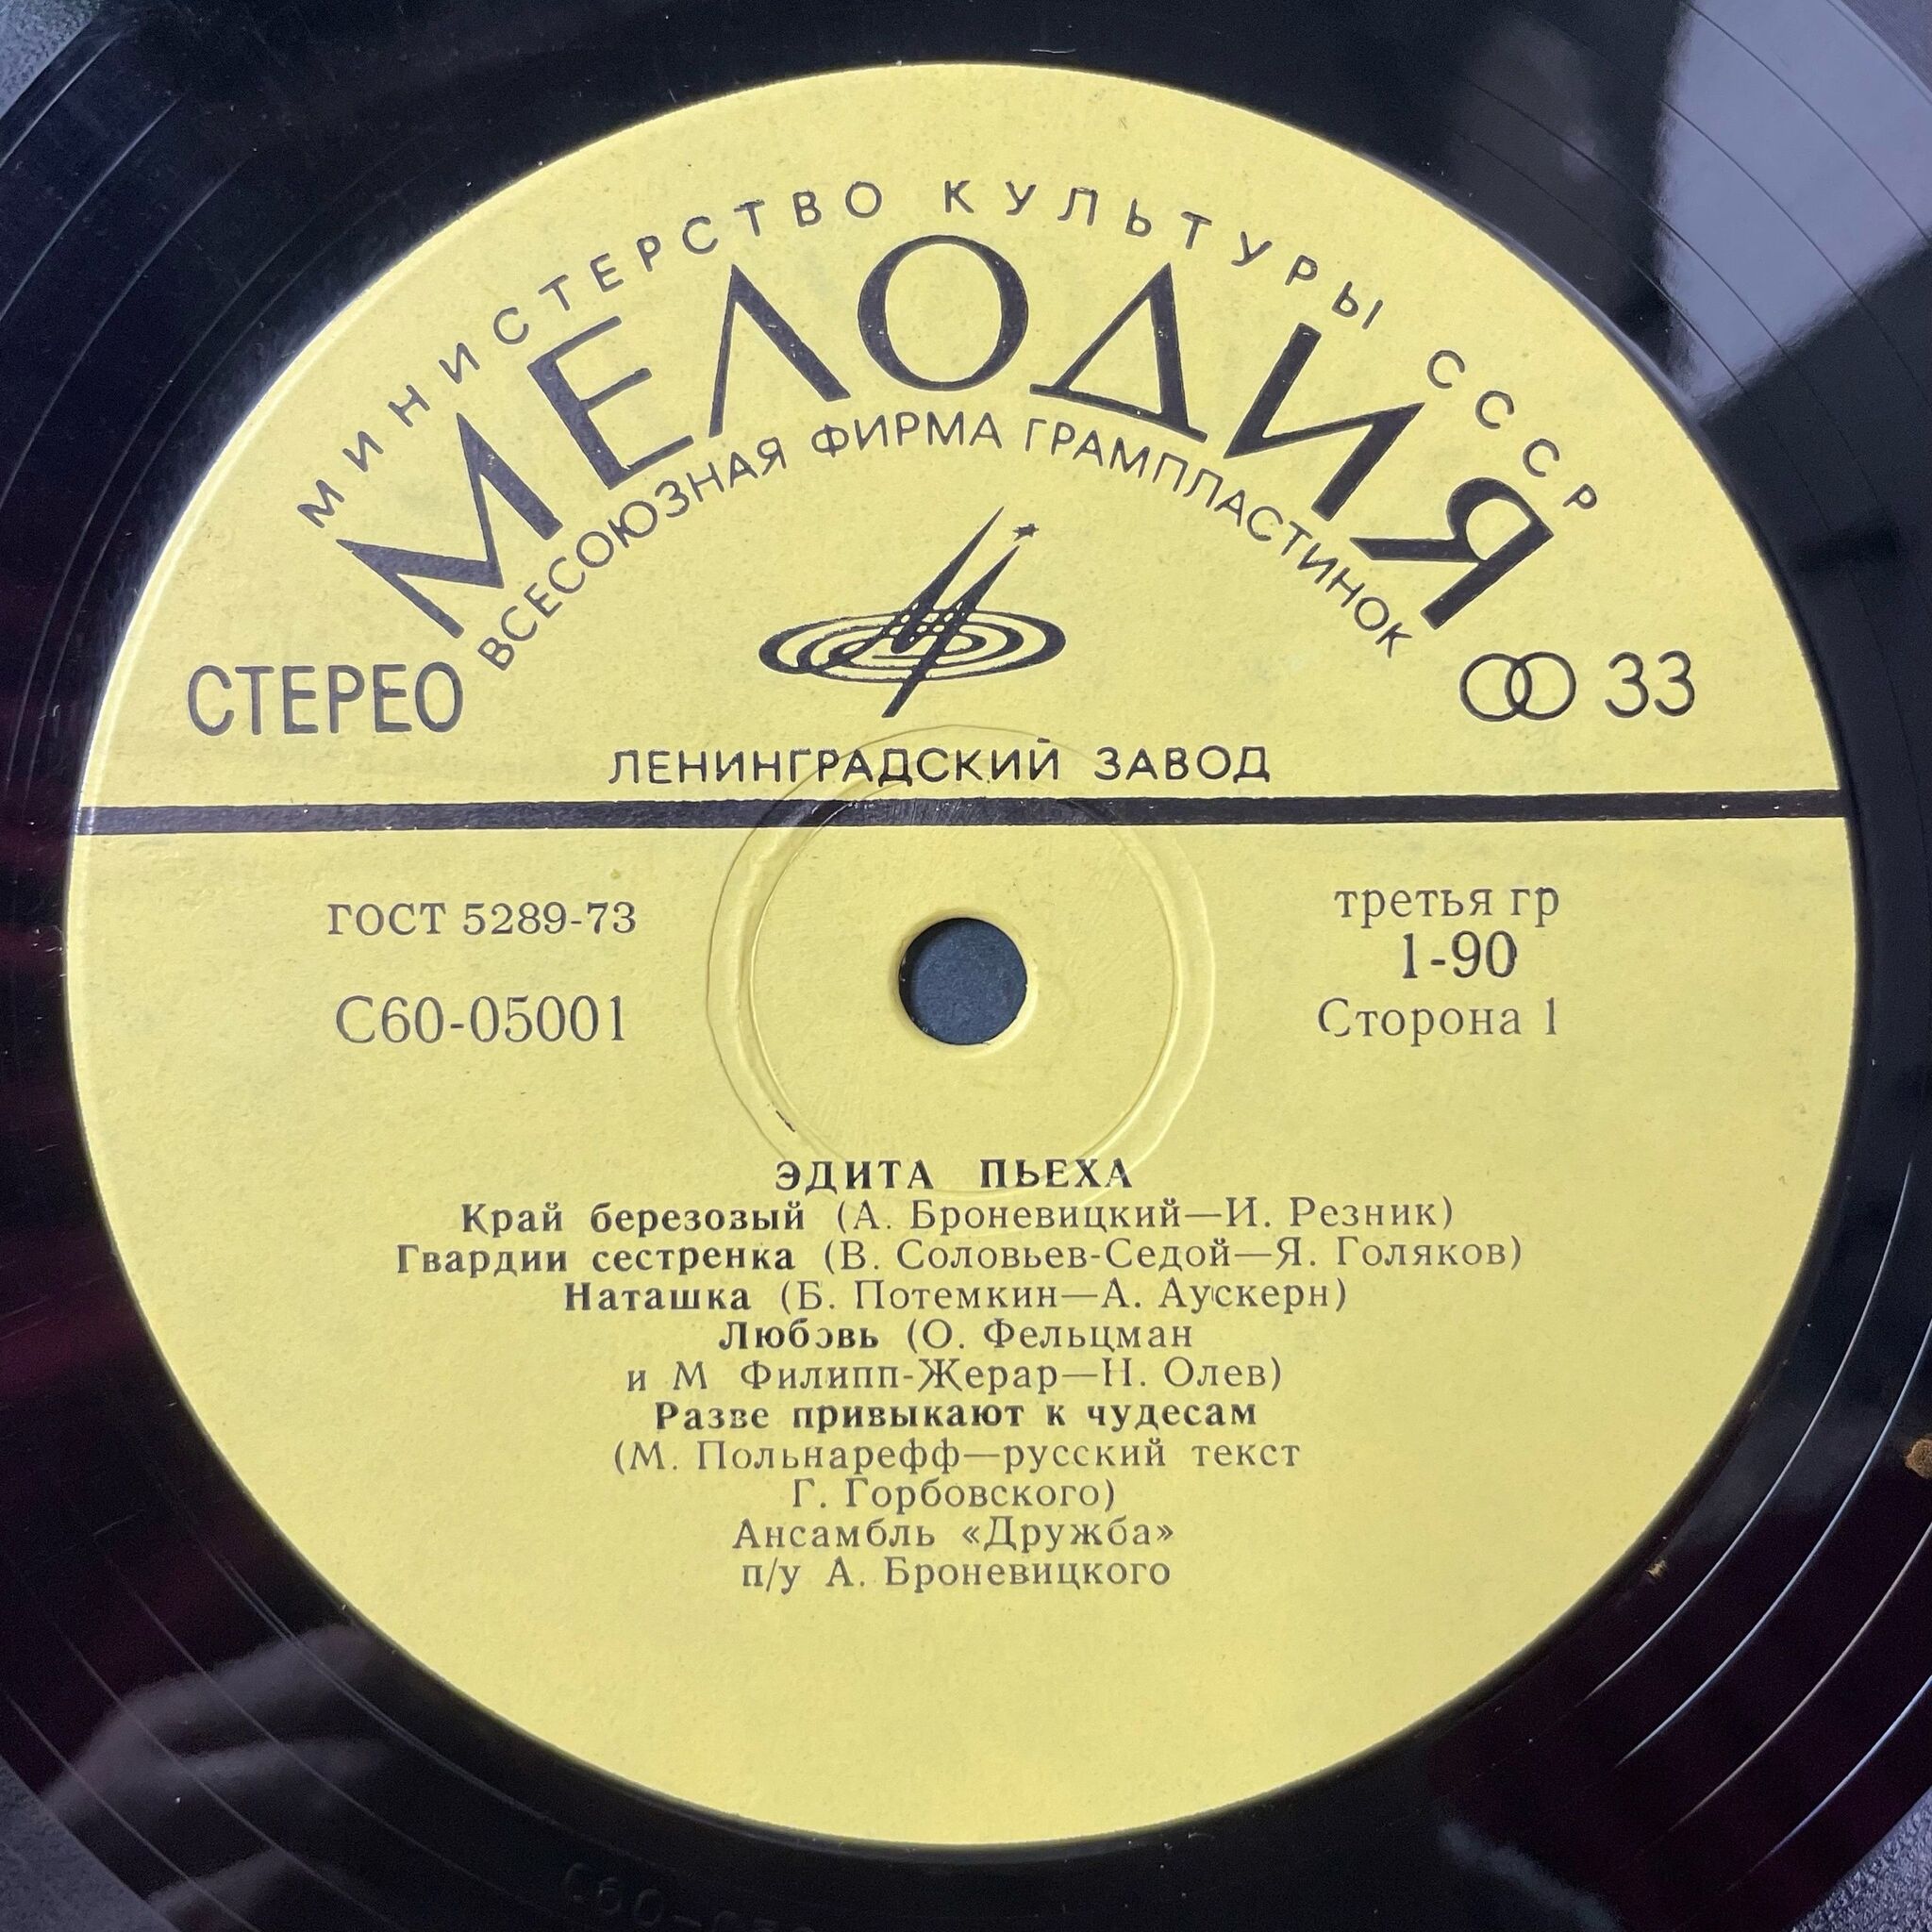 МИНИСТЕРСТВО КУЛЬТУРЫ СССР
МЕЛОДИЯ
ВСЕСОЮЗНАЯ ФИРМА ГРАМПЛАСТИНОК
СТЕРЕО
33
ЛЕНИНГРАДСКИЙ ЗАВОД
ГОСТ 5289-73
третья гр
1-90
С60-05001
Сторона 1
ЭДИТА ПЬЕХА
Край березовый (А. Броневицкий—И. Резник)
Гвардии сестренка (В. Соловьев-Седой—Я. Голяков)
Наташка (Б. Потемкин—А. Аускерн)
Любовь (О. Фельцман
и М Филипп-Жерар—Н. Олев)
Разве привыкают к чудесам
(М. Польнарефф—русский текст
Г. Горбовского)
Ансамбль «Дружба»
п/у А. Броневицкого